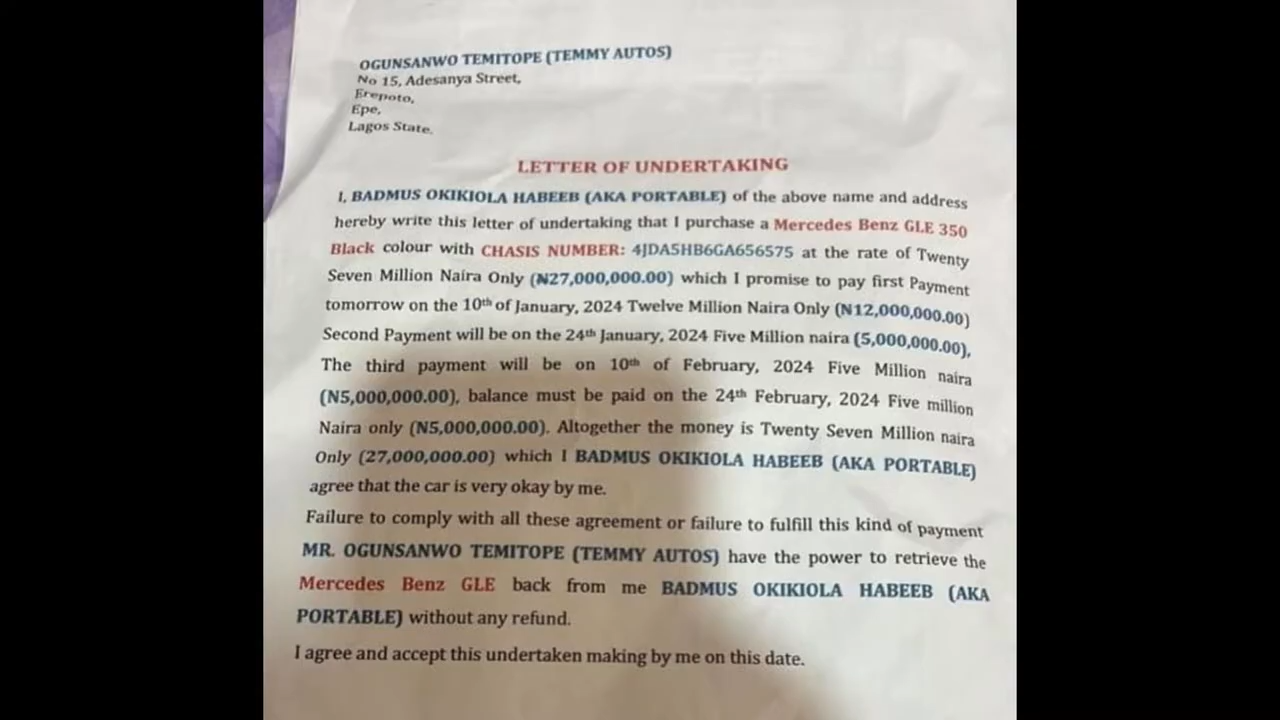 OGUNSANWO TEMITOPE (TEMMY AUTOS)
No 15, Adesanya Street,
Erepoto,
Epe,
Lagos State.
LETTER OF UNDERTAKING
I, BADMUS OKIKIOLA HABEEB (AKA PORTABLE) of the above name and address
hereby write this letter of undertaking that I purchase a Mercedes Benz GLE 350
Black colour with CHASIS NUMBER: 4JDA5HB6GA656575 at the rate of Twenty
Seven Million Naira Only (₦27,000,000.00) which I promise to pay first Payment
tomorrow on the 10th of January, 2024 Twelve Million Naira Only (₦12,000,000.00)
Second Payment will be on the 24th January, 2024 Five Million naira (5,000,000.00),
The third payment will be on 10th of February, 2024 Five Million naira
(N5,000,000.00), balance must be paid on the 24th February, 2024 Five million
Naira only (N5,000,000.00). Altogether the money is Twenty Seven Million naira
Only (27,000,000.00) which I BADMUS OKIKIOLA HABEEB (AKA PORTABLE)
agree that the car is very okay by me.
Failure to comply with all these agreement or failure to fulfill this kind of payment
MR. OGUNSANWO TEMITOPE (TEMMY AUTOS) have the power to retrieve the
Mercedes Benz GLE back from me BADMUS OKIKIOLA HABEEB (AKA
PORTABLE) without any refund.
I agree and accept this undertaken making by me on this date.